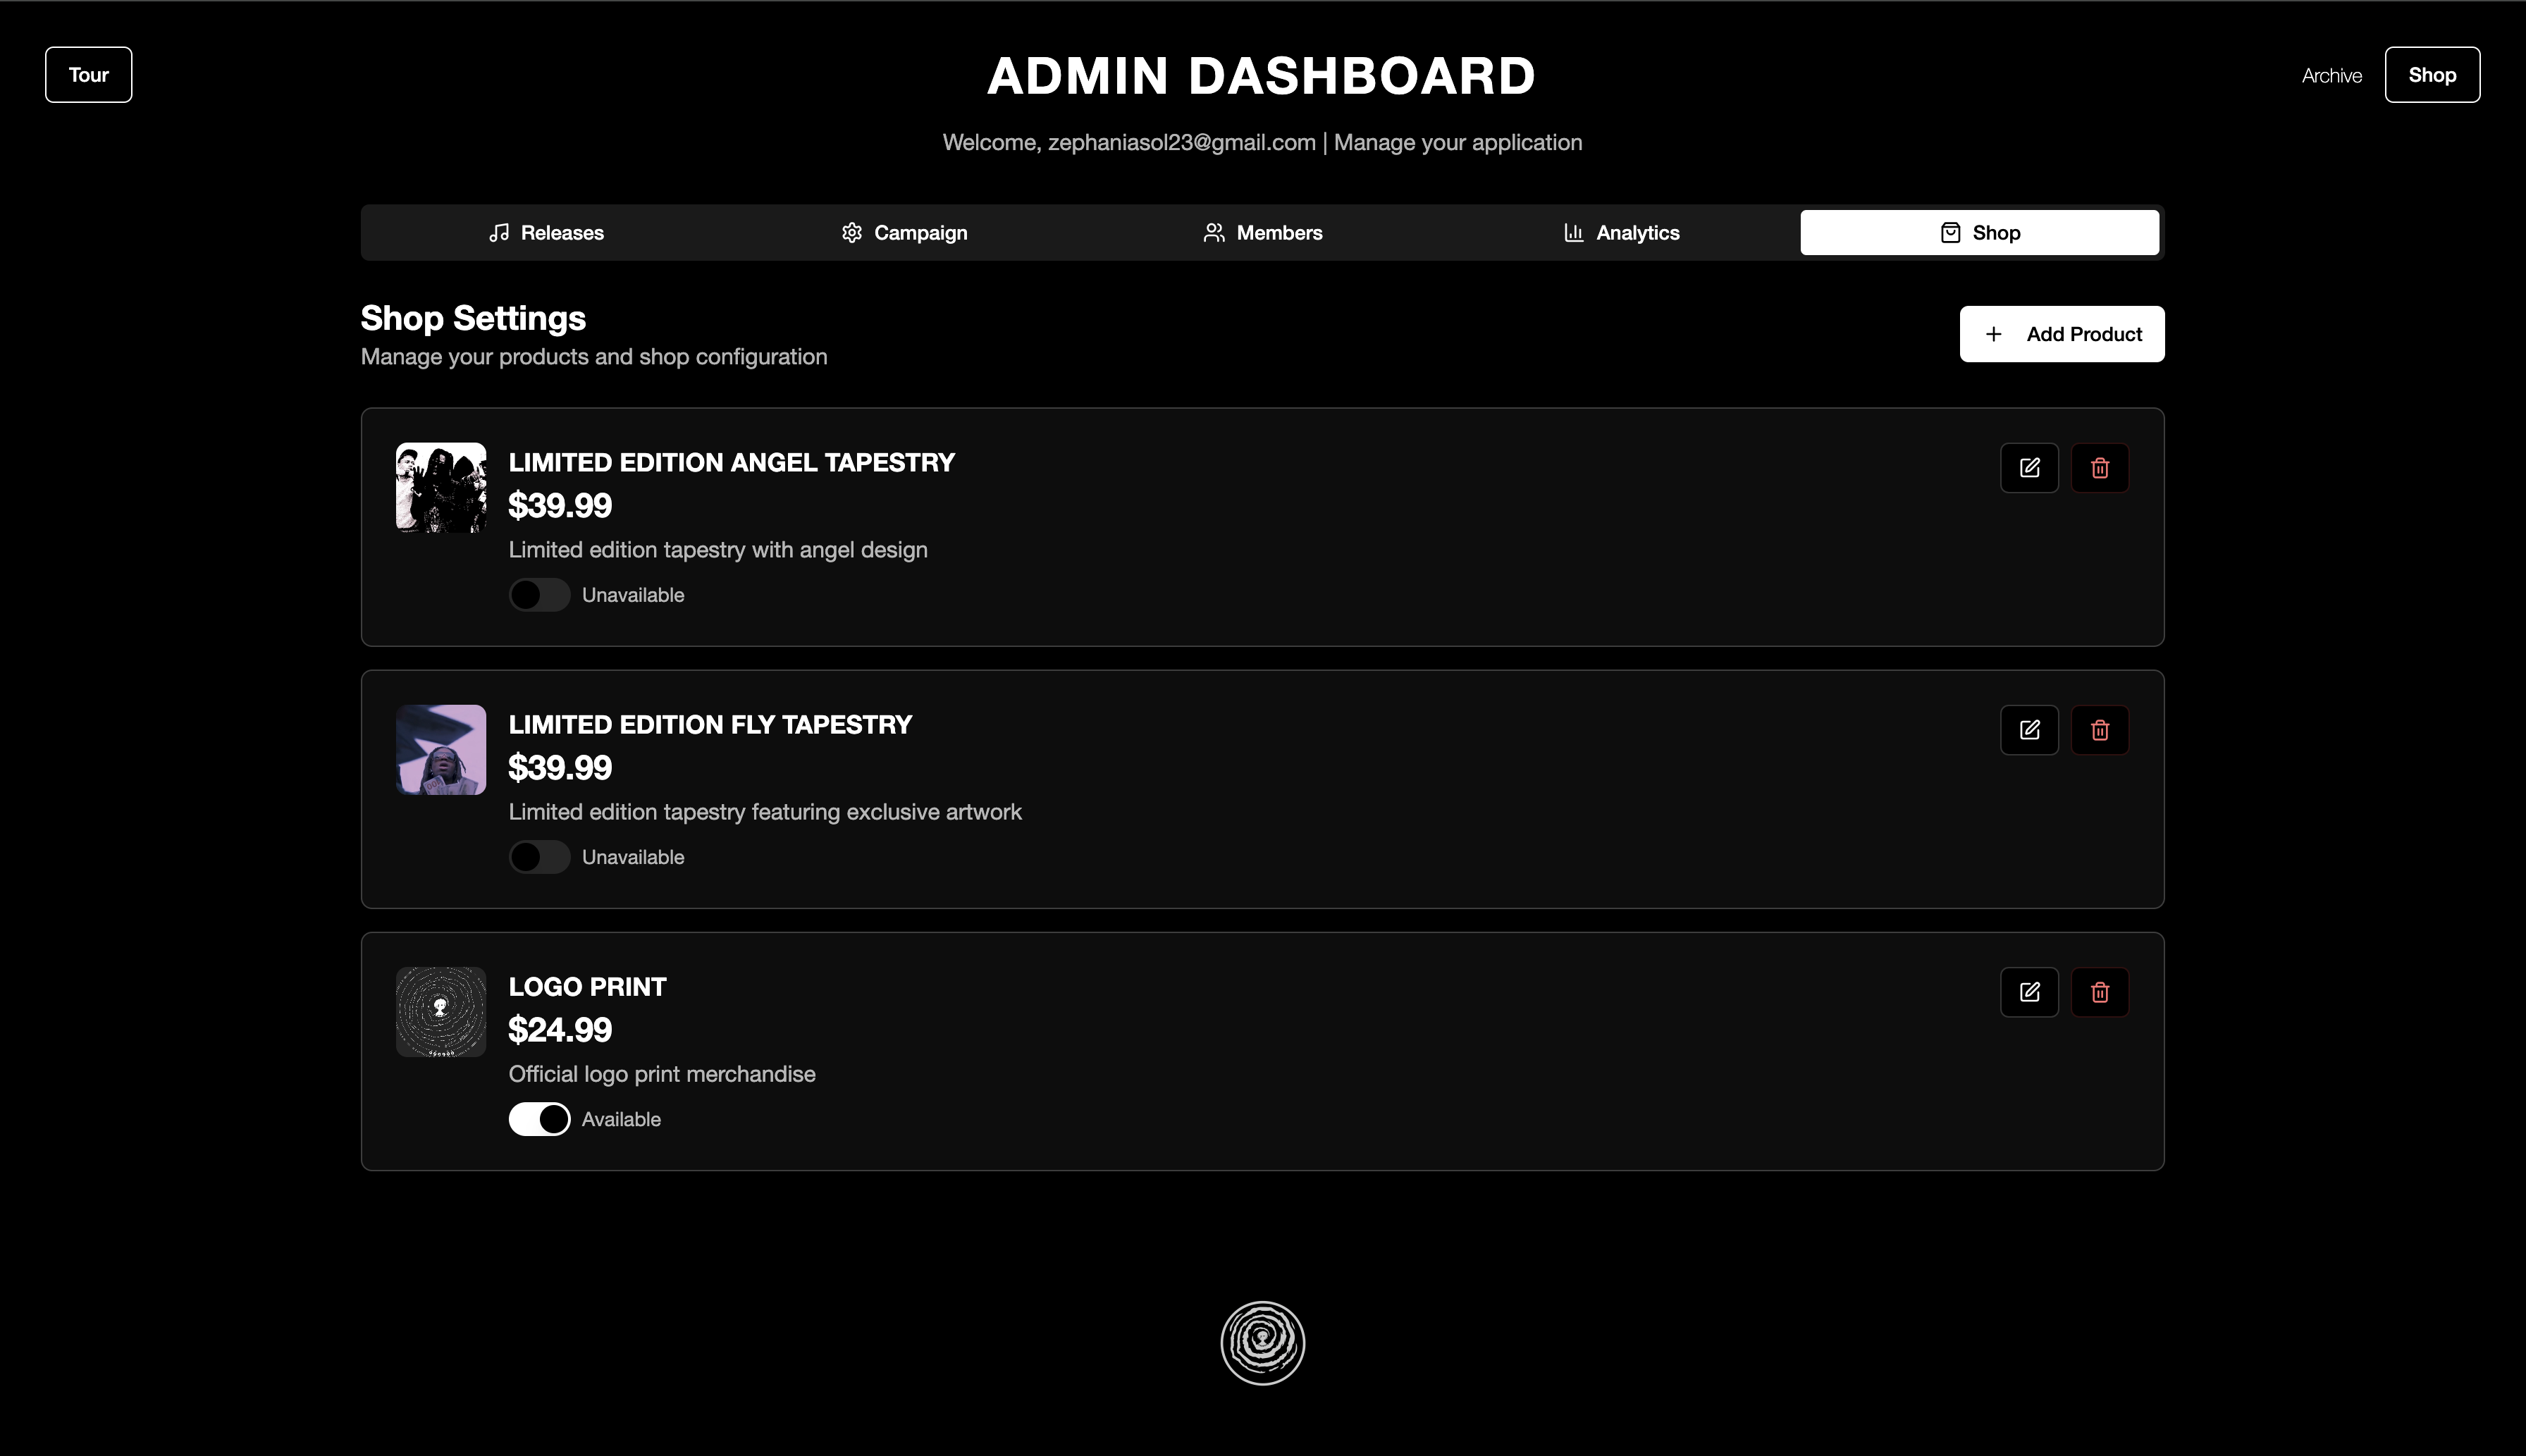 Tour
ADMIN DASHBOARD
Archive
Shop
Welcome, zephaniasol23@gmail.com | Manage your application
Releases
Campaign
Members
Analytics
Shop
Shop Settings
Manage your products and shop configuration
Add Product
LIMITED EDITION ANGEL TAPESTRY
$39.99
Limited edition tapestry with angel design
Unavailable
LIMITED EDITION FLY TAPESTRY
$39.99
Limited edition tapestry featuring exclusive artwork
Unavailable
LOGO PRINT
$24.99
Official logo print merchandise
Available